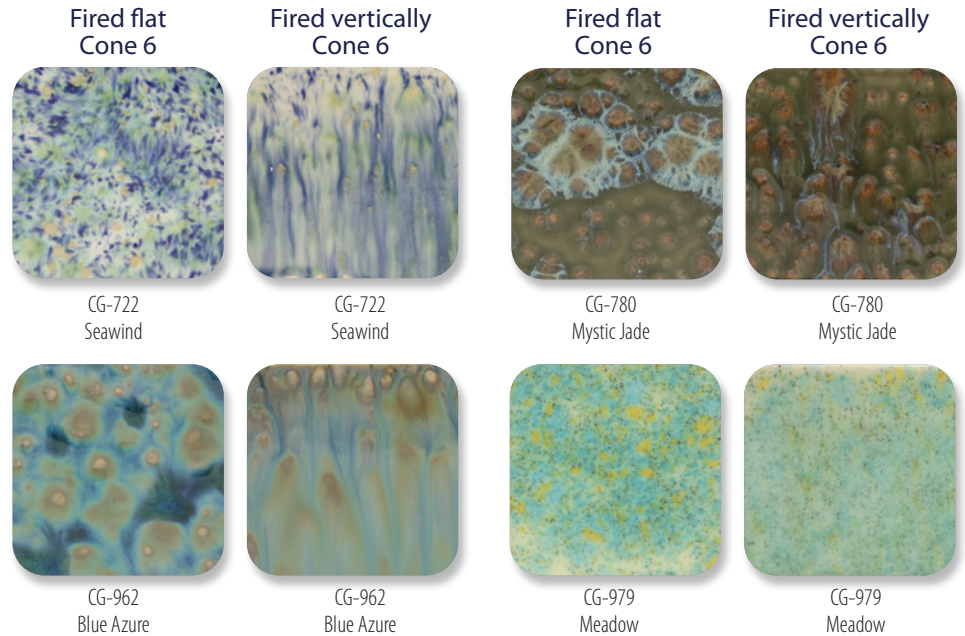 Fired flat
Cone 6
Fired vertically
Cone 6
Fired flat
Cone 6
Fired vertically
Cone 6
CG-722
Seawind
CG-722
Seawind
CG-780
Mystic Jade
CG-780
Mystic Jade
CG-962
Blue Azure
CG-962
Blue Azure
CG-979
Meadow
CG-979
Meadow